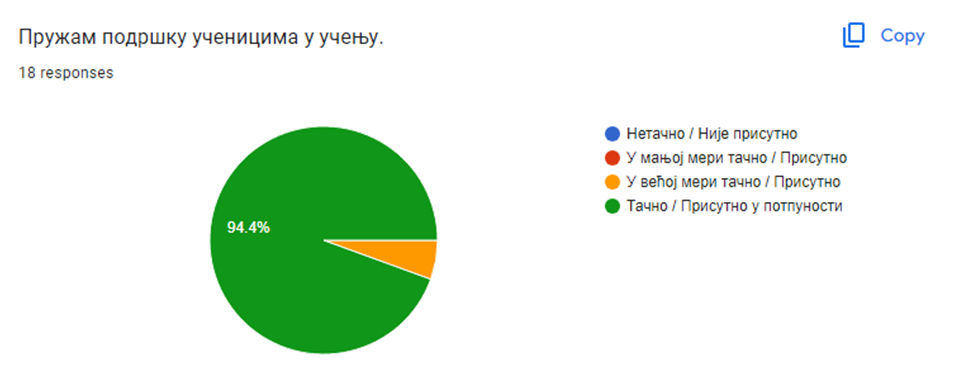 Пружам подршку ученицима у учењу.
Copy
18 responses
Нетачно / Није присутно
У мањој мери тачно / Присутно
У већој мери тачно / Присутно
Тачно / Присутно у потпуности
94.4%